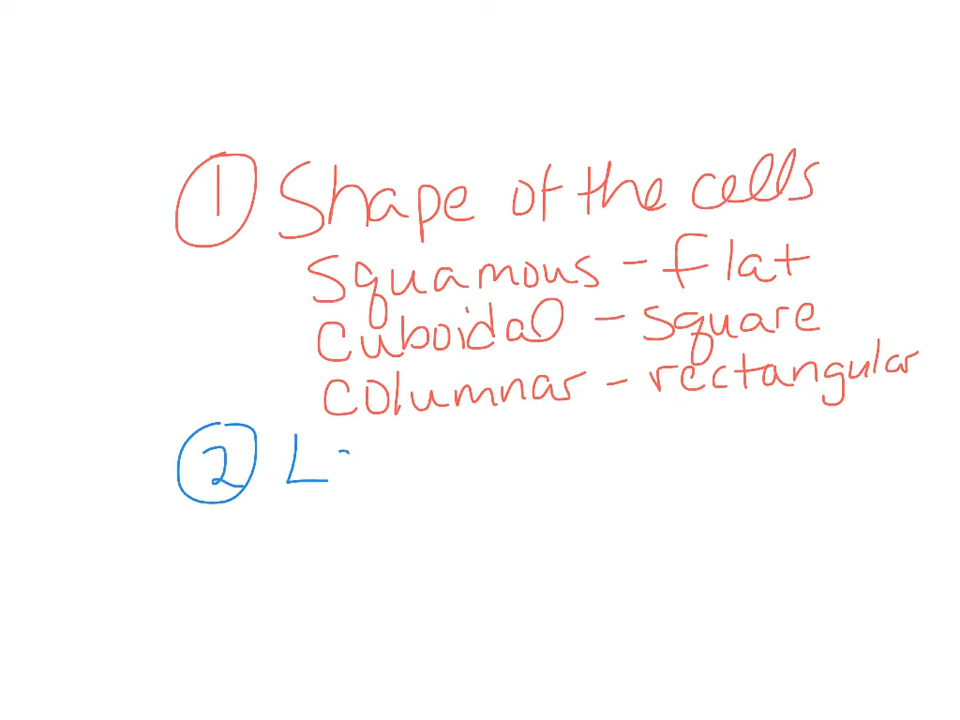 ① Shape of the cells
squamous - flat
cuboidal - square
columnar - rectangular
② L